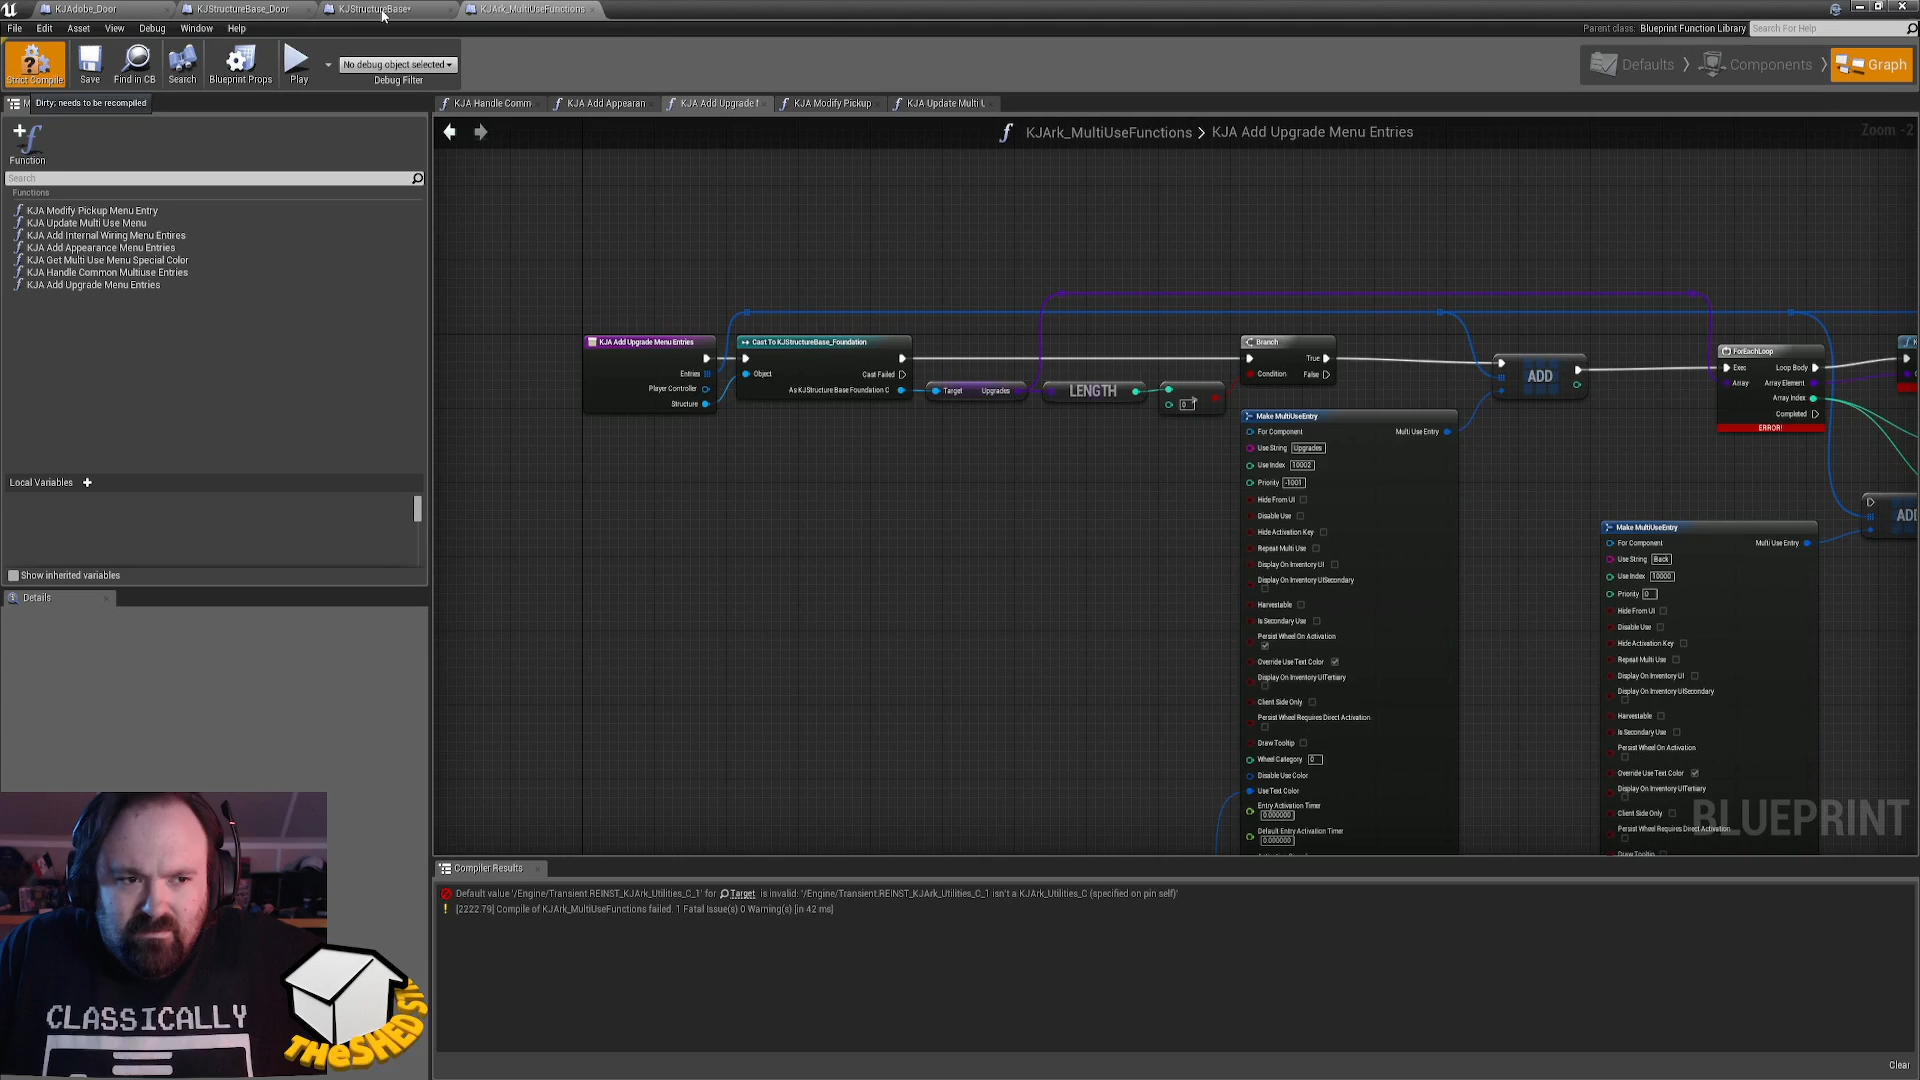 KJAdobe_Door
KJStructureBase_Door
KJStructureBase*
KJArk_MultiUseFunctions
File Edit Asset View Debug Window Help
Parent class: Blueprint Function Library
Search For Help
Strict Compile
Save
Find in CB
Search
Blueprint Props
Play
No debug object selected
Debug Filter
Defaults
Components
Graph
Dirty; needs to be recompiled
KJA Handle Comm
KJA Add Appearan
KJA Add Upgrade
KJA Modify Pickup
KJA Update Multi U
Function
KJArk_MultiUseFunctions > KJA Add Upgrade Menu Entries
Zoom -2
Search
Functions
KJA Modify Pickup Menu Entry
KJA Update Multi Use Menu
KJA Add Internal Wiring Menu Entires
KJA Add Appearance Menu Entries
KJA Get Multi Use Menu Special Color
KJA Handle Common Multiuse Entries
KJA Add Upgrade Menu Entries
Local Variables
Show inherited variables
Details
KJA Add Upgrade Menu Entries
Entries
Player Controller
Structure
Cast To KJStructureBase_Foundation
Object
Cast Failed
As KJStructure Base Foundation C
Target
Upgrades
LENGTH
0
Branch
True
Condition
False
ADD
ForEachLoop
Exec
Loop Body
Array
Array Element
Array Index
Completed
ERROR!
Make MultiUseEntry
For Component
Multi Use Entry
Use String Upgrades
Use Index 10002
Priority -1001
Hide From UI
Disable Use
Hide Activation Key
Repeat Multi Use
Display On Inventory UI
Display On Inventory UISecondary
Harvestable
Is Secondary Use
Persist Wheel On Activation
Override Use Text Color
Display On Inventory UITertiary
Client Side Only
Persist Wheel Requires Direct Activation
Draw Tooltip
Wheel Category 0
Disable Use Color
Use Text Color
Entry Activation Timer
0.000000
Default Entry Activation Timer
0.000000
Make MultiUseEntry
For Component
Multi Use Entry
Use String Back
Use Index 10000
Priority 0
Hide From UI
Disable Use
Hide Activation Key
Repeat Multi Use
Display On Inventory UI
Display On Inventory UISecondary
Harvestable
Is Secondary Use
Persist Wheel On Activation
Override Use Text Color
Display On Inventory UITertiary
Client Side Only
Persist Wheel Requires Direct Activation
Draw Tooltip
ADD
BLUEPRINT
Compiler Results
Default value '/Engine/Transient.REINST_KJArk_Utilities_C_1' for Target is invalid: '/Engine/Transient.REINST_KJArk_Utilities_C_1 isn't a KJArk_Utilities_C (specified on pin self)'
[2222.79] Compile of KJArk_MultiUseFunctions failed. 1 Fatal Issue(s) 0 Warning(s) [in 42 ms]
Clear
CLASSICALLY